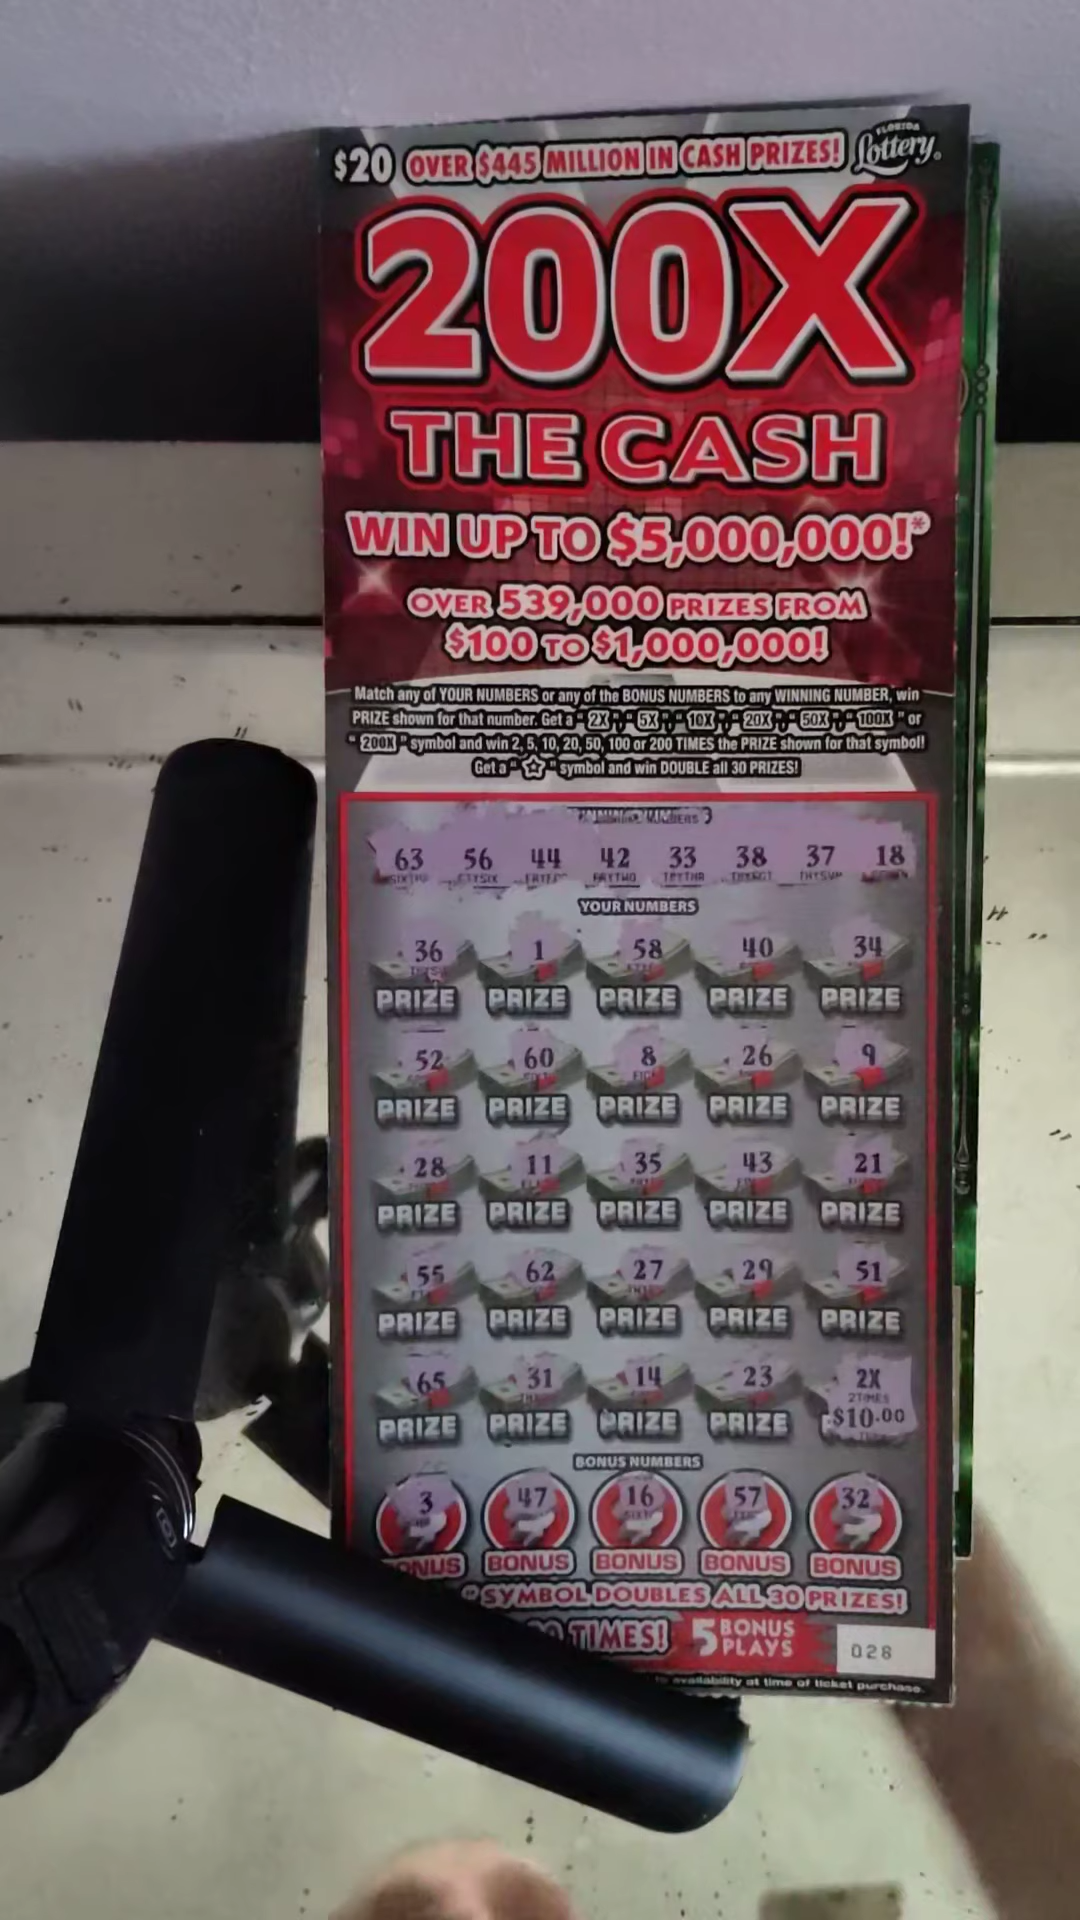 $20 OVER $445 MILLION IN CASH PRIZES! FLORIDA Lottery®
200X
THE CASH
WIN UP TO $5,000,000!*
OVER 539,000 PRIZES FROM
$100 TO $1,000,000!
Match any of YOUR NUMBERS or any of the BONUS NUMBERS to any WINNING NUMBER, win
PRIZE shown for that number. Get a "2X", "5X", "10X", "20X", "50X", "100X" or
"200X" symbol and win 2, 5, 10, 20, 50, 100 or 200 TIMES the PRIZE shown for that symbol!
Get a "☆" symbol and win DOUBLE all 30 PRIZES!
NUMBERS
63 56 44 42 33 38 37 18
YOUR NUMBERS
36 1 58 40 34
PRIZE PRIZE PRIZE PRIZE PRIZE
52 60 8 26 9
PRIZE PRIZE PRIZE PRIZE PRIZE
28 11 35 43 21
PRIZE PRIZE PRIZE PRIZE PRIZE
55 62 27 29 51
PRIZE PRIZE PRIZE PRIZE PRIZE
65 31 14 23 2X
2TIMES
PRIZE PRIZE PRIZE PRIZE $10.00
BONUS NUMBERS
3 47 16 57 32
BONUS BONUS BONUS BONUS
" SYMBOL DOUBLES ALL 30 PRIZES!
TIMES! 5 BONUS PLAYS 028
availability at time of ticket purchase.